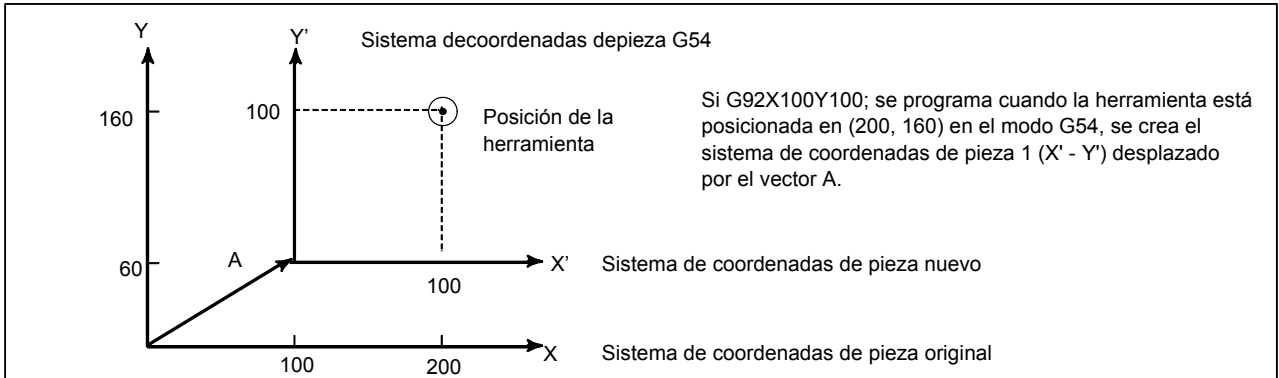 Y
Y'
Sistema decoordenadas depieza G54
160
100
Posición de la
herramienta
Si G92X100Y100; se programa cuando la herramienta está
posicionada en (200, 160) en el modo G54, se crea el
sistema de coordenadas de pieza 1 (X' - Y') desplazado
por el vector A.
60
A
X'
Sistema de coordenadas de pieza nuevo
100
X
Sistema de coordenadas de pieza original
100
200